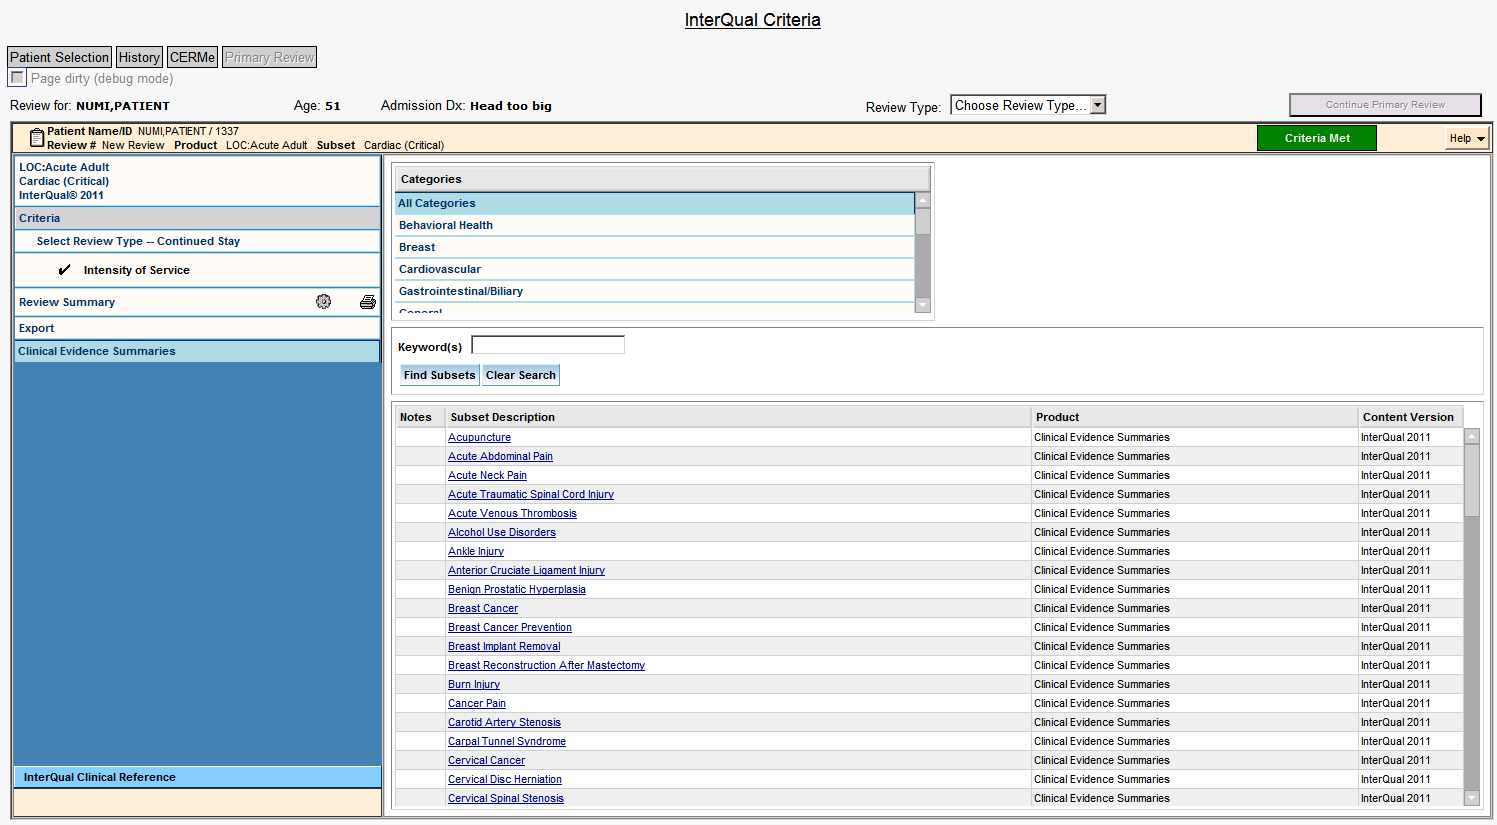 InterQual Criteria
Patient Selection History CERMe Primary Review
Page dirty (debug mode)
Review for: NUMI,PATIENT Age: 51 Admission Dx: Head too big Review Type: Choose Review Type... Continue Primary Review
Patient Name/ID NUMI,PATIENT / 1337
Review # New Review Product LOC:Acute Adult Subset Cardiac (Critical)
Criteria Met
Help
LOC:Acute Adult
Cardiac (Critical)
InterQual® 2011
Criteria
Select Review Type -- Continued Stay
Intensity of Service
Review Summary
Export
Clinical Evidence Summaries
InterQual Clinical Reference
Categories
All Categories
Behavioral Health
Breast
Cardiovascular
Gastrointestinal/Biliary
General
Keyword(s)
Find Subsets Clear Search
Notes Subset Description Product Content Version
Acupuncture Clinical Evidence Summaries InterQual 2011
Acute Abdominal Pain Clinical Evidence Summaries InterQual 2011
Acute Neck Pain Clinical Evidence Summaries InterQual 2011
Acute Traumatic Spinal Cord Injury Clinical Evidence Summaries InterQual 2011
Acute Venous Thrombosis Clinical Evidence Summaries InterQual 2011
Alcohol Use Disorders Clinical Evidence Summaries InterQual 2011
Ankle Injury Clinical Evidence Summaries InterQual 2011
Anterior Cruciate Ligament Injury Clinical Evidence Summaries InterQual 2011
Benign Prostatic Hyperplasia Clinical Evidence Summaries InterQual 2011
Breast Cancer Clinical Evidence Summaries InterQual 2011
Breast Cancer Prevention Clinical Evidence Summaries InterQual 2011
Breast Implant Removal Clinical Evidence Summaries InterQual 2011
Breast Reconstruction After Mastectomy Clinical Evidence Summaries InterQual 2011
Burn Injury Clinical Evidence Summaries InterQual 2011
Cancer Pain Clinical Evidence Summaries InterQual 2011
Carotid Artery Stenosis Clinical Evidence Summaries InterQual 2011
Carpal Tunnel Syndrome Clinical Evidence Summaries InterQual 2011
Cervical Cancer Clinical Evidence Summaries InterQual 2011
Cervical Disc Herniation Clinical Evidence Summaries InterQual 2011
Cervical Spinal Stenosis Clinical Evidence Summaries InterQual 2011